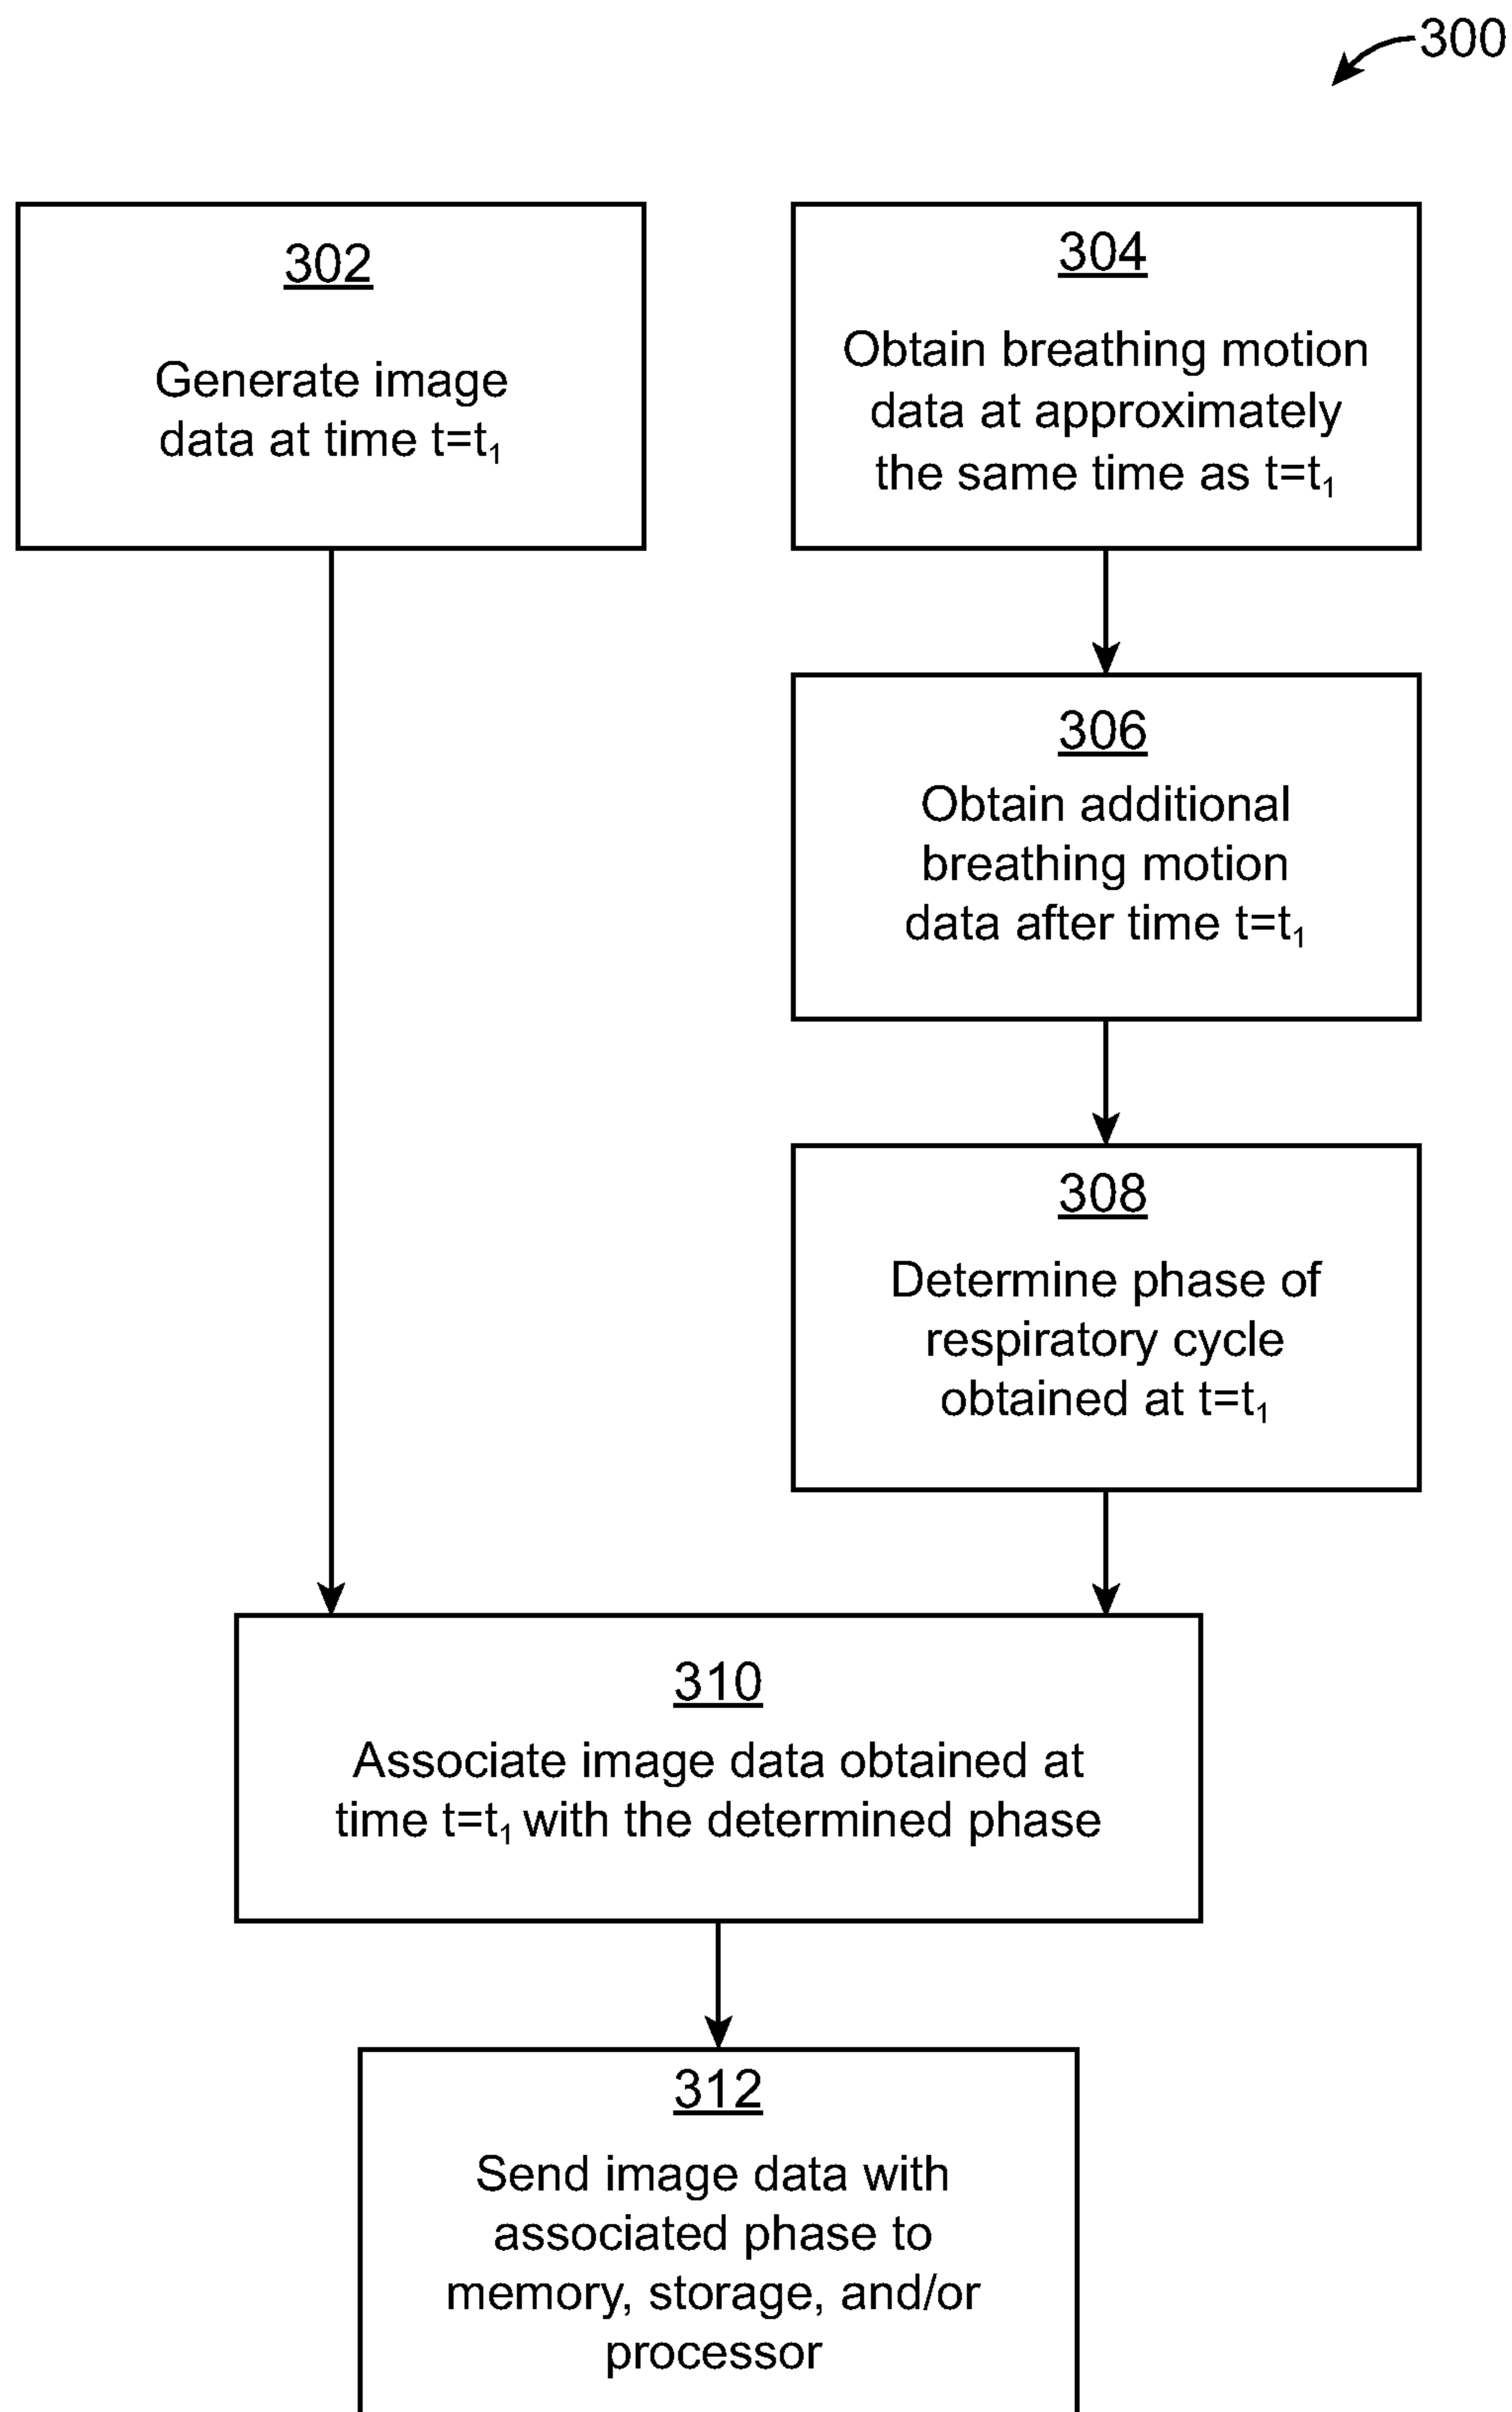 300
302
Generate image
data at time t=t₁
304
Obtain breathing motion
data at approximately
the same time as t=t₁
306
Obtain additional
breathing motion
data after time t=t₁
308
Determine phase of
respiratory cycle
obtained at t=t₁
310
Associate image data obtained at
time t=t₁ with the determined phase
312
Send image data with
associated phase to
memory, storage, and/or
processor